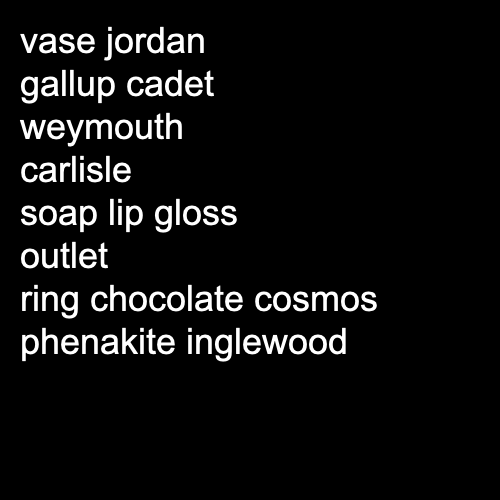 vase jordan
gallup cadet
weymouth
carlisle
soap lip gloss
outlet
ring chocolate cosmos
phenakite inglewood